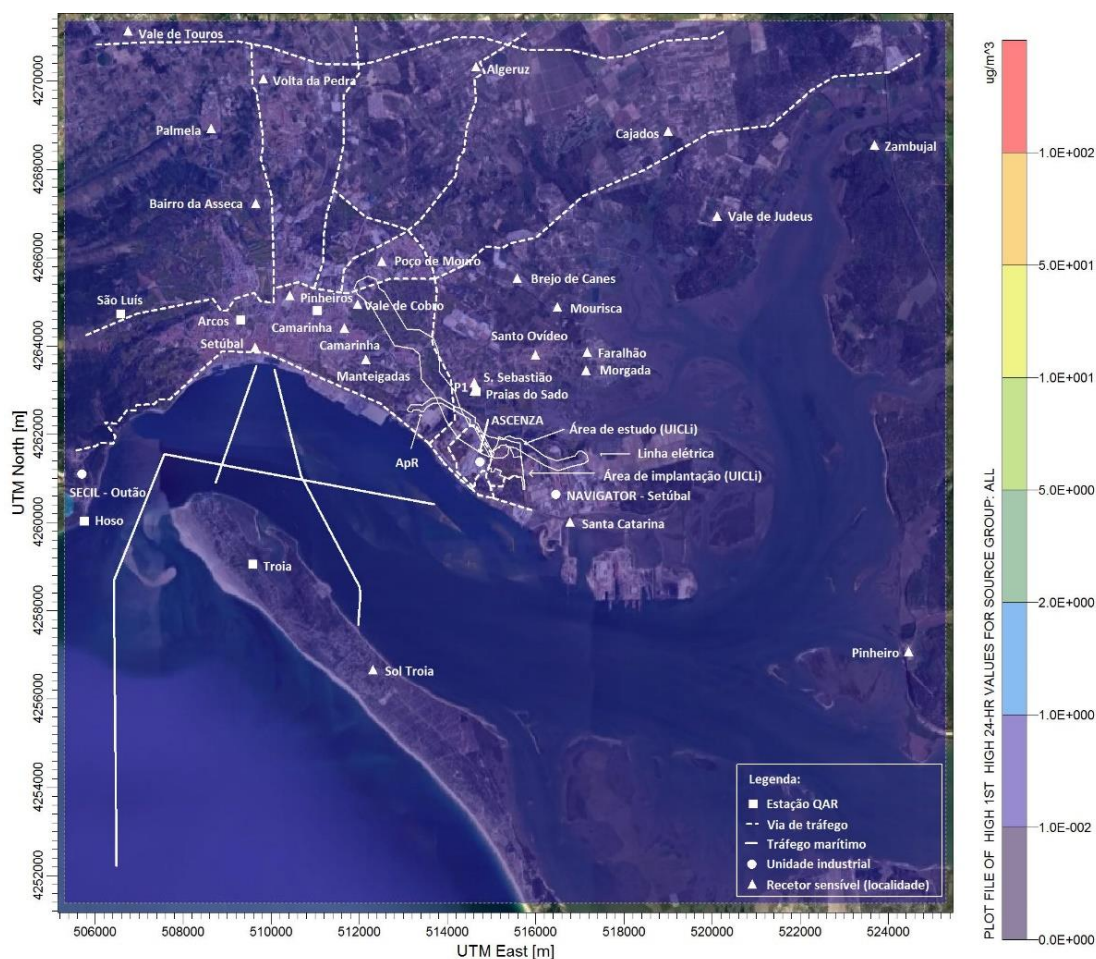 Vale de Touros
Volta da Pedra
Algeruz
Palmela
Cajados
Zambujal
Bairro da Asseca
Vale de Judeus
Poço de Mouro
Brejo de Canes
São Luís
Pinheiros
Vale de Cobro
Mourisca
Arcos
Camarinha
Santo Ovídeo
Setúbal
Camarinha
Faralhão
Manteigadas
Morgada
S. Sebastião
P1
Praias do Sado
ASCENZA
Área de estudo (UICLi)
ApR
Linha elétrica
Área de implantação (UICLi)
SECIL - Outão
NAVIGATOR - Setúbal
Hoso
Santa Catarina
Troia
Pinheiro
Sol Troia
Legenda:
Estação QAR
Via de tráfego
Tráfego marítimo
Unidade industrial
Recetor sensível (localidade)
UTM North [m]
4270000
4268000
4266000
4264000
4262000
4260000
4258000
4256000
4254000
4252000
506000 508000 510000 512000 514000 516000 518000 520000 522000 524000
UTM East [m]
ug/m^3
1.0E+002
5.0E+001
1.0E+001
5.0E+000
2.0E+000
1.0E+000
1.0E-002
0.0E+000
PLOT FILE OF HIGH 1ST HIGH 24-HR VALUES FOR SOURCE GROUP: ALL